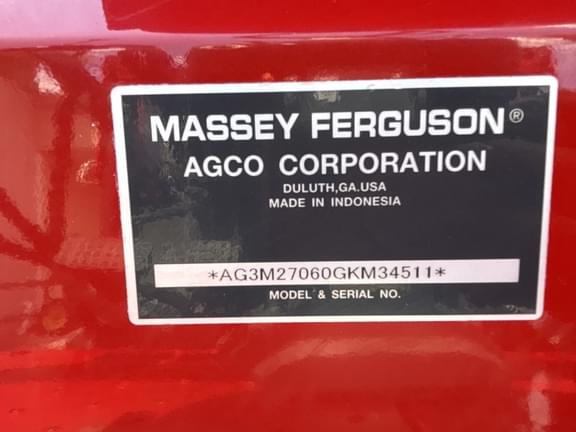 MASSEY FERGUSON®
AGCO CORPORATION
DULUTH,GA.USA
MADE IN INDONESIA
*AG3M27060GKM34511*
MODEL & SERIAL NO.